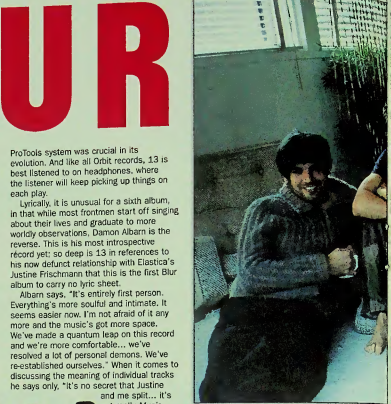 UR
ProTools system was crucial in its
evolution. And like all Orbit records, 13 is
best listened to on headphones, where
the listener will keep picking up things on
each play.
Lyrically, it is unusual for a sixth album,
in that while most frontmen start off singing
about their lives and graduate to more
worldly observations, Damon Albarn is the
reverse. This is his most introspective
récord yet: so deep is 13 in references to
his now defunct relationship with Elastica's
Justine Frischmann that this is the first Blur
album to carry no lyric sheet.
Albarn says, "It's entirely first person.
Everything's more soulful and intimate. It
seems easier now. I'm not afraid of it any
more and the music's got more space.
We've made a quantum leap on this record
and we're more comfortable... we've
resolved a lot of personal demons. We've
re-established ourselves." When it comes to
discussing the meaning of individual tracks
he says only, "It's no secret that Justine
and me split... it's